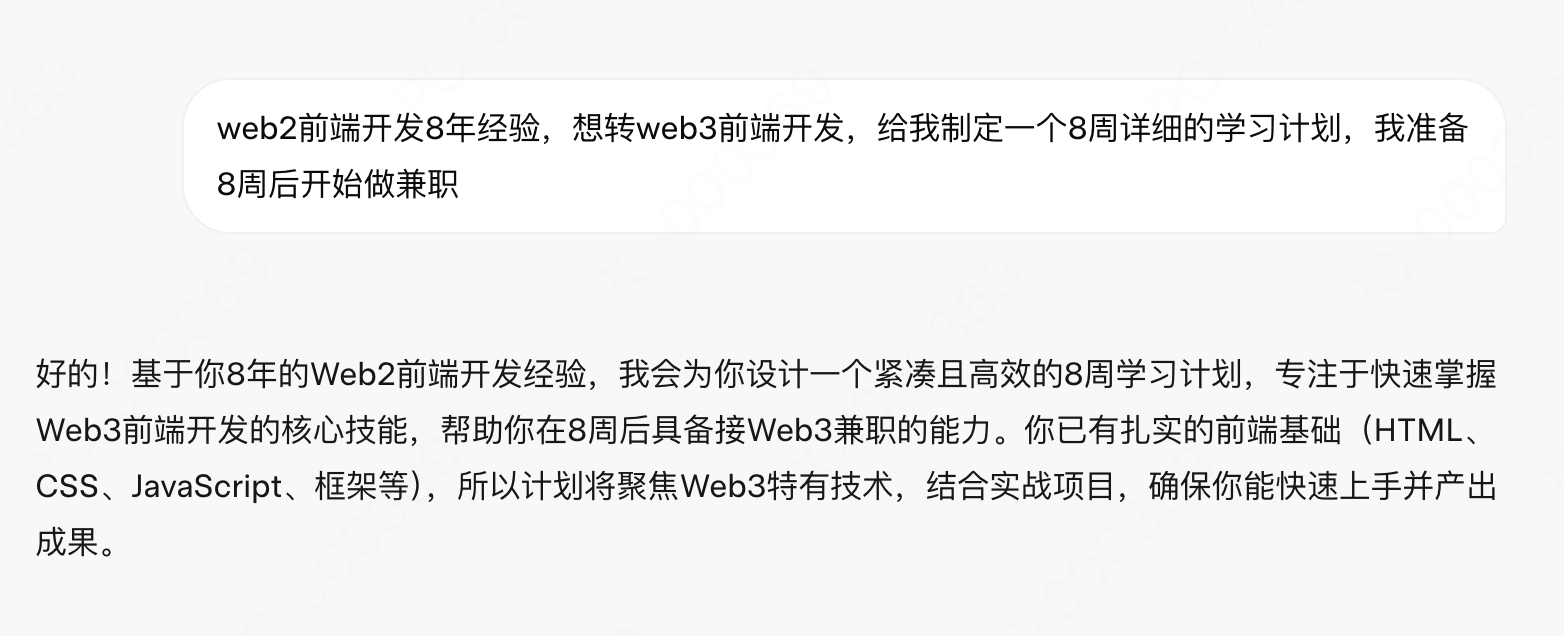 web2前端开发8年经验，想转web3前端开发，给我制定一个8周详细的学习计划，我准备
8周后开始做兼职
好的！基于你8年的Web2前端开发经验，我会为你设计一个紧凑且高效的8周学习计划，专注于快速掌握
Web3前端开发的核心技能，帮助你在8周后具备接Web3兼职的能力。你已有扎实的前端基础（HTML、
CSS、JavaScript、框架等），所以计划将聚焦Web3特有技术，结合实战项目，确保你能快速上手并产出
成果。
PC-000369